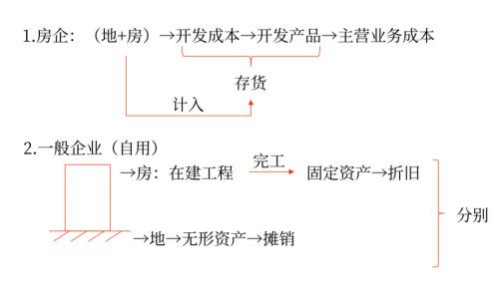 1.房企：（地+房）→开发成本→开发产品→主营业务成本
存货
计入
2.一般企业（自用）
→房：在建工程 完工 固定资产→折旧
分别
→地→无形资产→摊销